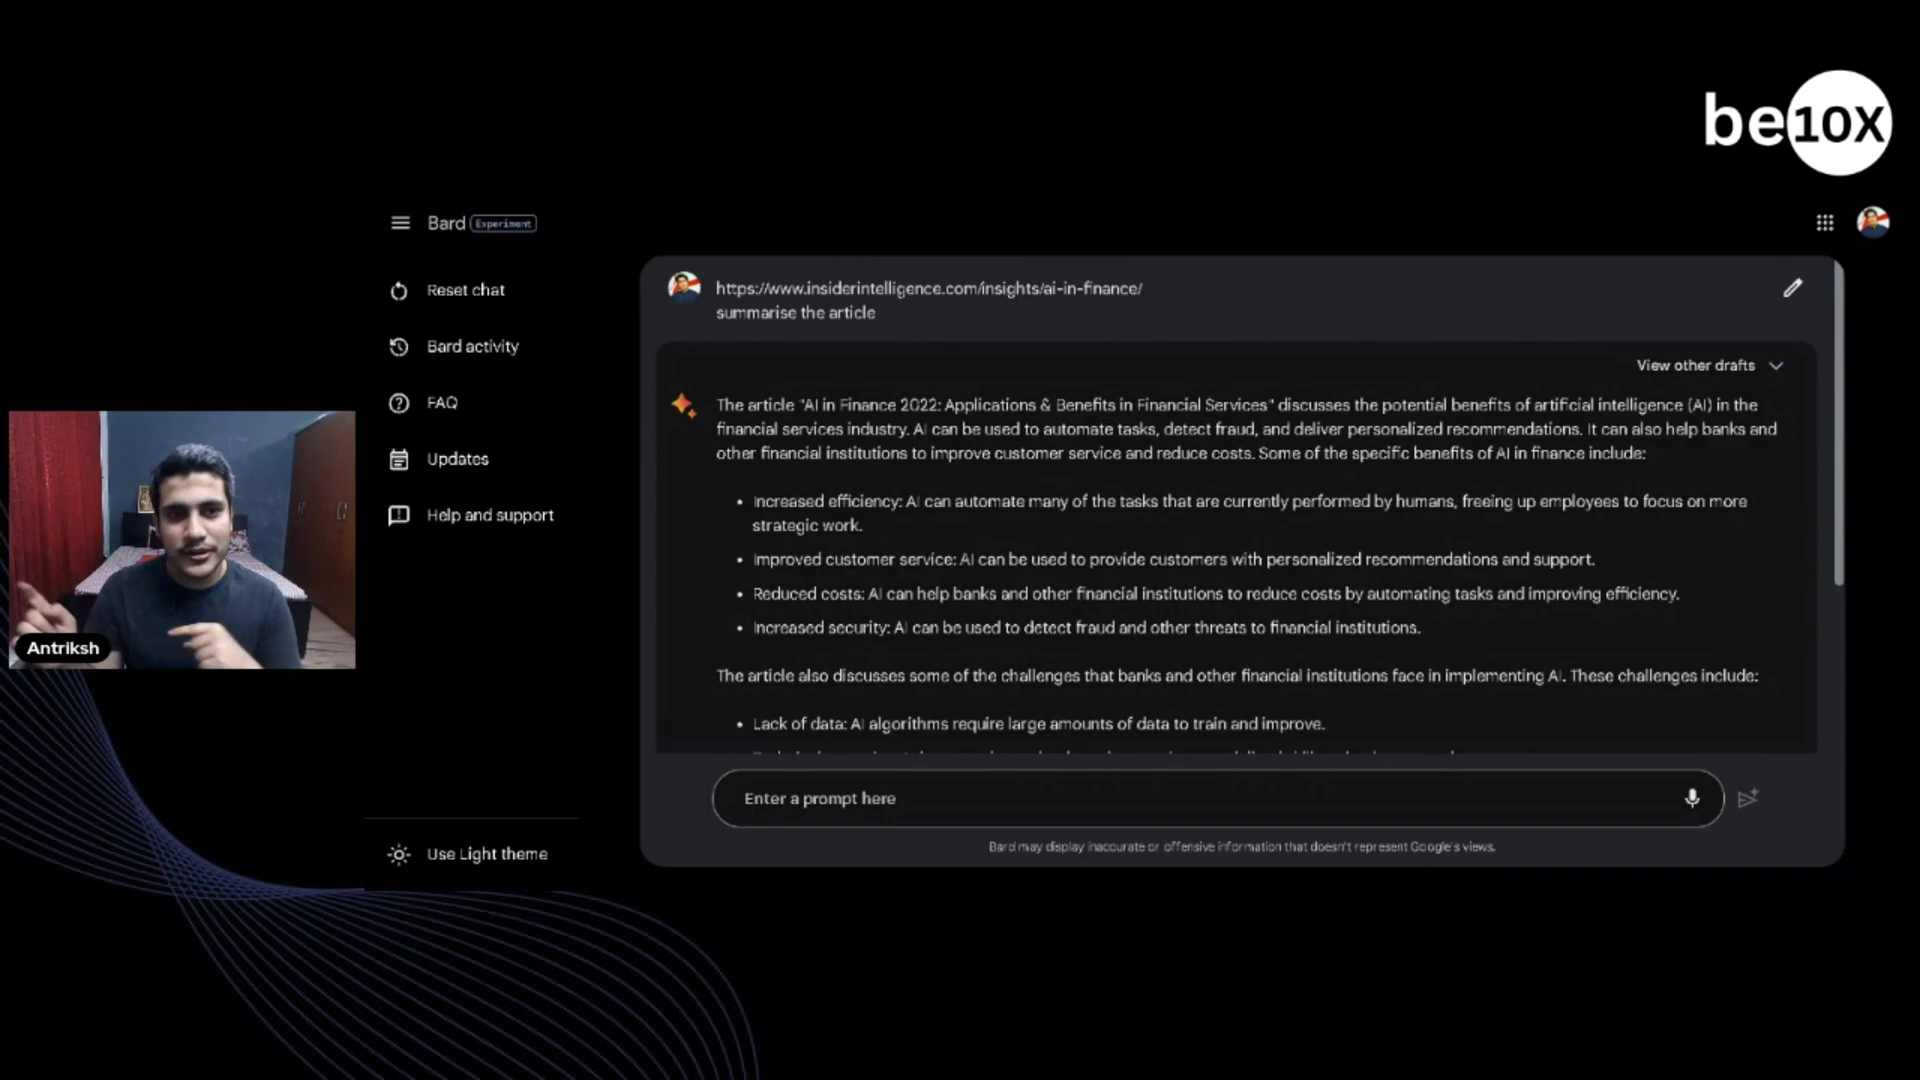 be10X
Bard Experiment
Reset chat
Bard activity
FAQ
Updates
Help and support
Use Light theme
Antriksh
https://www.insiderintelligence.com/insights/ai-in-finance/
summarise the article
View other drafts
The article "AI in Finance 2022: Applications & Benefits in Financial Services" discusses the potential benefits of artificial intelligence (AI) in the
financial services industry. AI can be used to automate tasks, detect fraud, and deliver personalized recommendations. It can also help banks and
other financial institutions to improve customer service and reduce costs. Some of the specific benefits of AI in finance include:
• Increased efficiency: AI can automate many of the tasks that are currently performed by humans, freeing up employees to focus on more
strategic work.
• Improved customer service: AI can be used to provide customers with personalized recommendations and support.
• Reduced costs: AI can help banks and other financial institutions to reduce costs by automating tasks and improving efficiency.
• Increased security: AI can be used to detect fraud and other threats to financial institutions.
The article also discusses some of the challenges that banks and other financial institutions face in implementing AI. These challenges include:
• Lack of data: AI algorithms require large amounts of data to train and improve.
Enter a prompt here
Bard may display inaccurate or offensive information that doesn't represent Google's views.